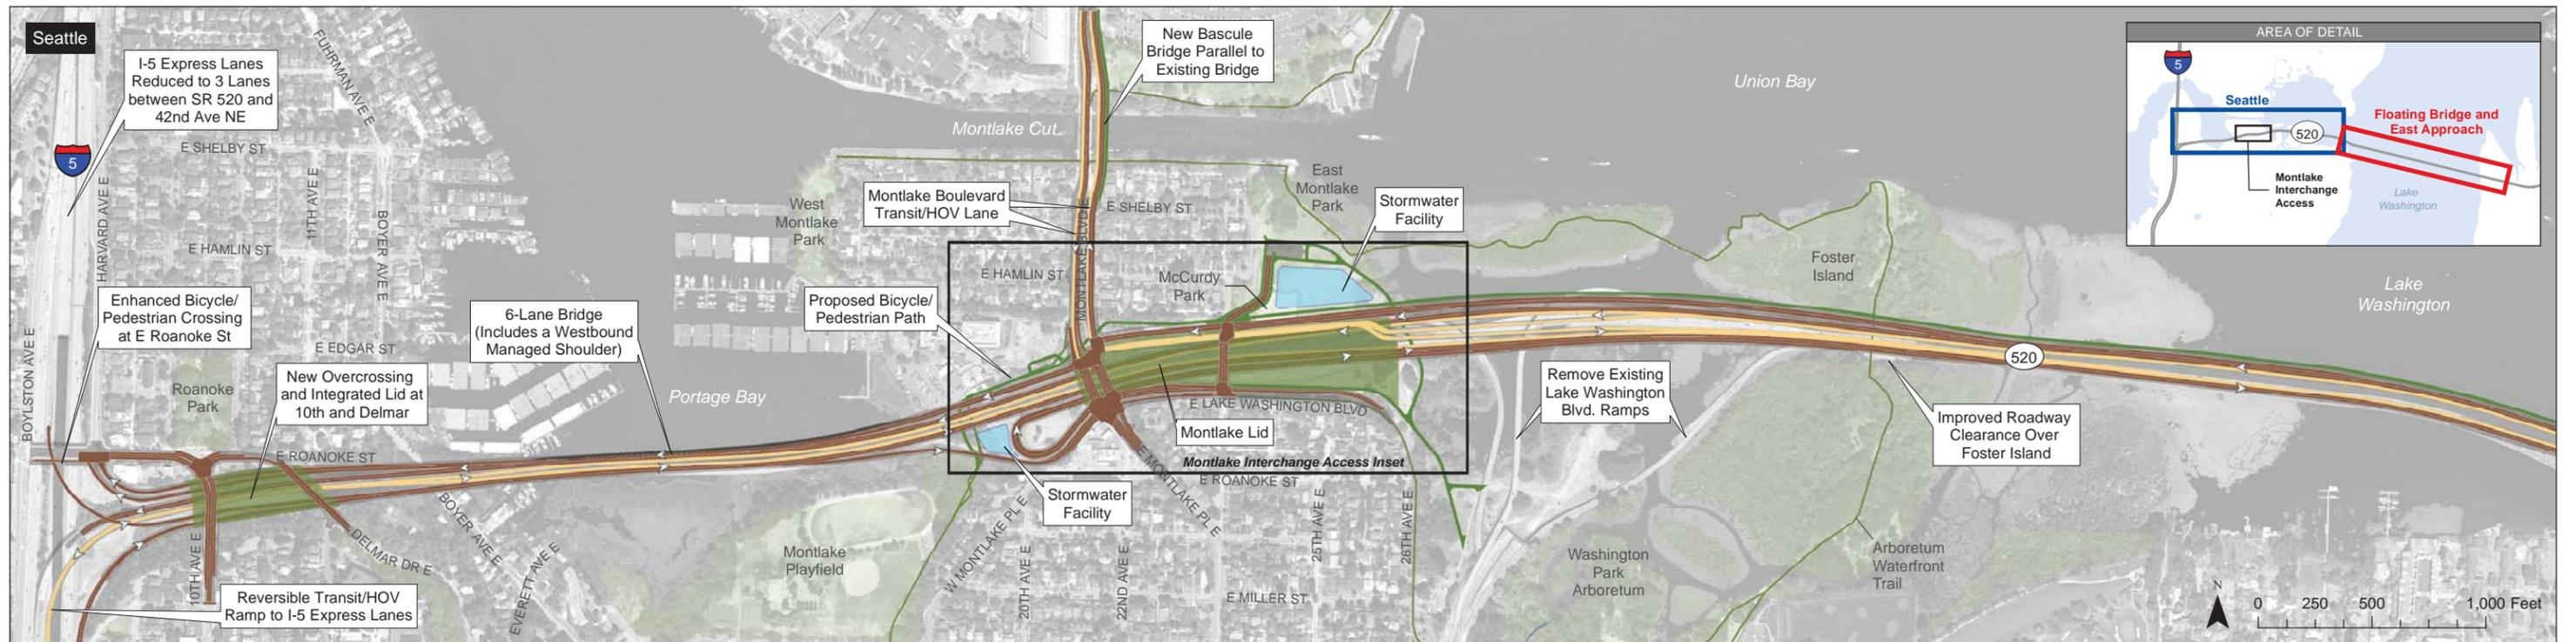 Seattle
I-5 Express Lanes
Reduced to 3 Lanes
between SR 520 and
42nd Ave NE
5
FUHRMAN AVE E
E SHELBY ST
HARVARD AVE E
11TH AVE E
BOYER AVE E
E HAMLIN ST
Enhanced Bicycle/
Pedestrian Crossing
at E Roanoke St
BOYLSTON AVE E
E EDGAR ST
Roanoke
Park
New Overcrossing
and Integrated Lid at
10th and Delmar
E ROANOKE ST
10TH AVE E
DELMAR DR E
BOYER AVE E
EVERETT AVE E
Reversible Transit/HOV
Ramp to I-5 Express Lanes
6-Lane Bridge
(Includes a Westbound
Managed Shoulder)
Portage Bay
New Bascule
Bridge Parallel to
Existing Bridge
Montlake Cut
Montlake Boulevard
Transit/HOV Lane
West
Montlake
Park
MONTLAKE BLVD E
E SHELBY ST
East
Montlake
Park
Stormwater
Facility
E HAMLIN ST
McCurdy
Park
Proposed Bicycle/
Pedestrian Path
E LAKE WASHINGTON BLVD
Montlake Lid
Montlake Interchange Access Inset
E ROANOKE ST
E MONTLAKE PL E
Stormwater
Facility
W MONTLAKE PL E
Montlake
Playfield
20TH AVE E
22ND AVE E
25TH AVE E
26TH AVE E
E MILLER ST
Union Bay
Foster
Island
Remove Existing
Lake Washington
Blvd. Ramps
520
Improved Roadway
Clearance Over
Foster Island
Washington
Park
Arboretum
Arboretum
Waterfront
Trail
Lake
Washington
AREA OF DETAIL
5
Seattle
520
Floating Bridge and
East Approach
Montlake
Interchange
Access
Lake
Washington
N
0 250 500 1,000 Feet